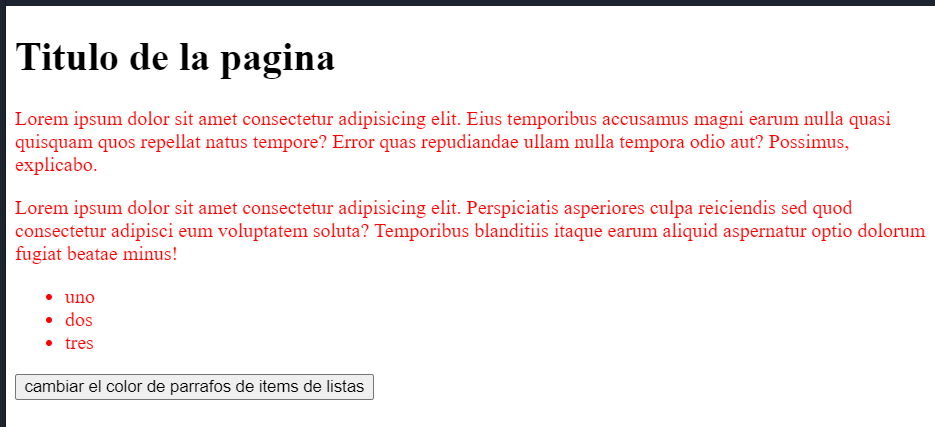 Titulo de la pagina
Lorem ipsum dolor sit amet consectetur adipisicing elit. Eius temporibus accusamus magni earum nulla quasi
quisquam quos repellat natus tempore? Error quas repudiandae ullam nulla tempora odio aut? Possimus,
explicabo.
Lorem ipsum dolor sit amet consectetur adipisicing elit. Perspiciatis asperiores culpa reiciendis sed quod
consectetur adipisci eum voluptatem soluta? Temporibus blanditiis itaque earum aliquid aspernatur optio dolorum
fugiat beatae minus!
• uno
• dos
• tres
cambiar el color de parrafos de items de listas